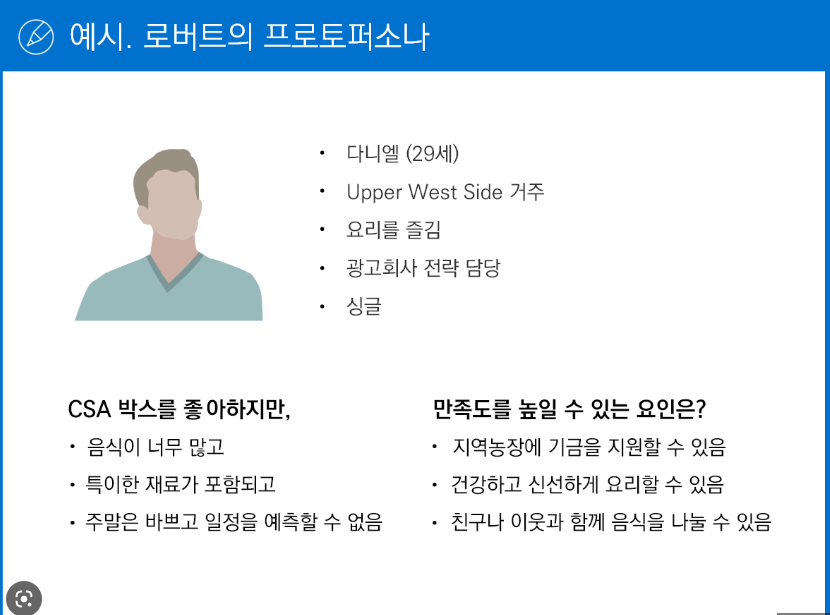 예시. 로버트의 프로토퍼소나
• 다니엘 (29세)
• Upper West Side 거주
• 요리를 즐김
• 광고회사 전략 담당
• 싱글
CSA 박스를 좋아하지만,
• 음식이 너무 많고
• 특이한 재료가 포함되고
• 주말은 바쁘고 일정을 예측할 수 없음
만족도를 높일 수 있는 요인은?
• 지역농장에 기금을 지원할 수 있음
• 건강하고 신선하게 요리할 수 있음
• 친구나 이웃과 함께 음식을 나눌 수 있음